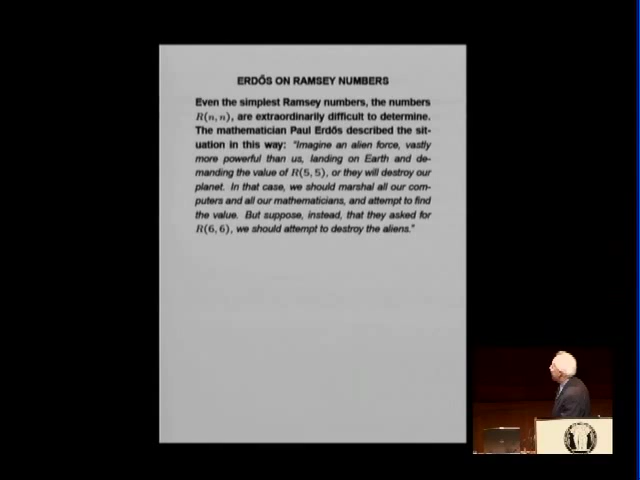 ERDŐS ON RAMSEY NUMBERS
Even the simplest Ramsey numbers, the numbers
R(n, n), are extraordinarily difficult to determine.
The mathematician Paul Erdős described the sit-
uation in this way: "Imagine an alien force, vastly
more powerful than us, landing on Earth and de-
manding the value of R(5, 5), or they will destroy our
planet. In that case, we should marshal all our com-
puters and all our mathematicians, and attempt to find
the value. But suppose, instead, that they asked for
R(6, 6), we should attempt to destroy the aliens."